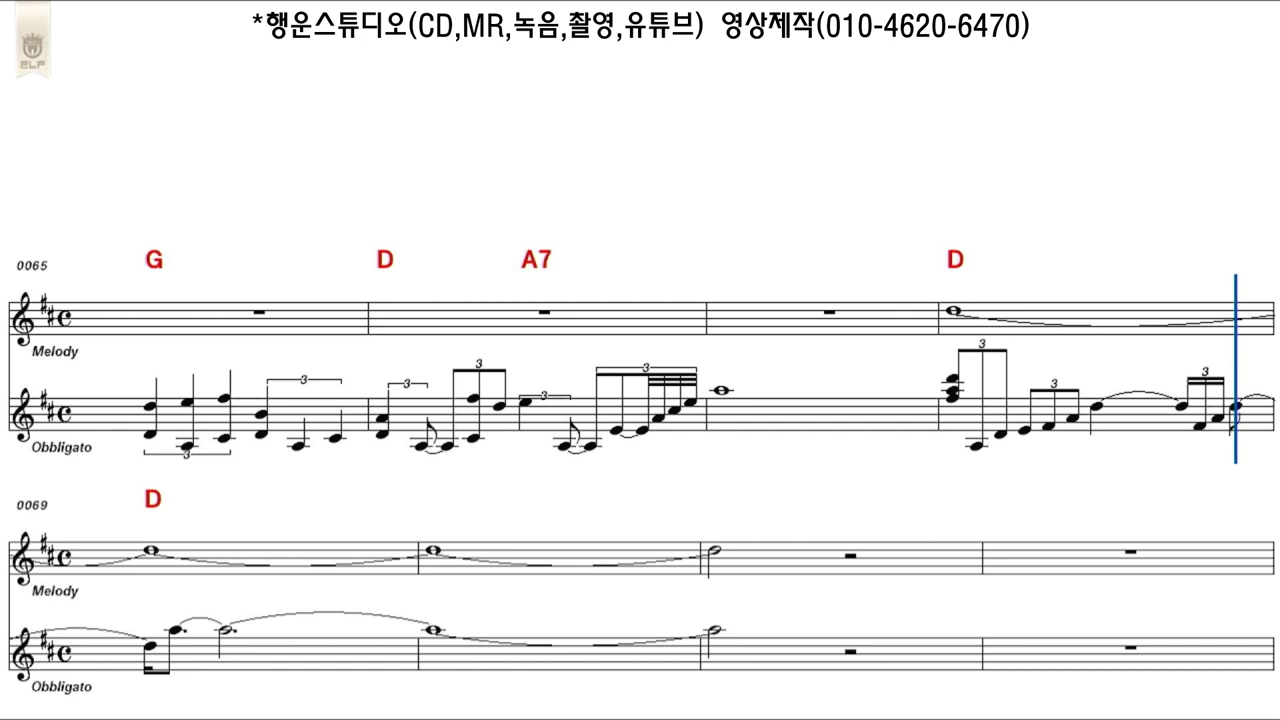 *행운스튜디오(CD,MR,녹음,촬영,유튜브) 영상제작(010-4620-6470)
ELF
0065 G D A7 D
Melody
3 3 3 3 3 3 3 3 3
Obbligato
3
0069 D
Melody
Obbligato